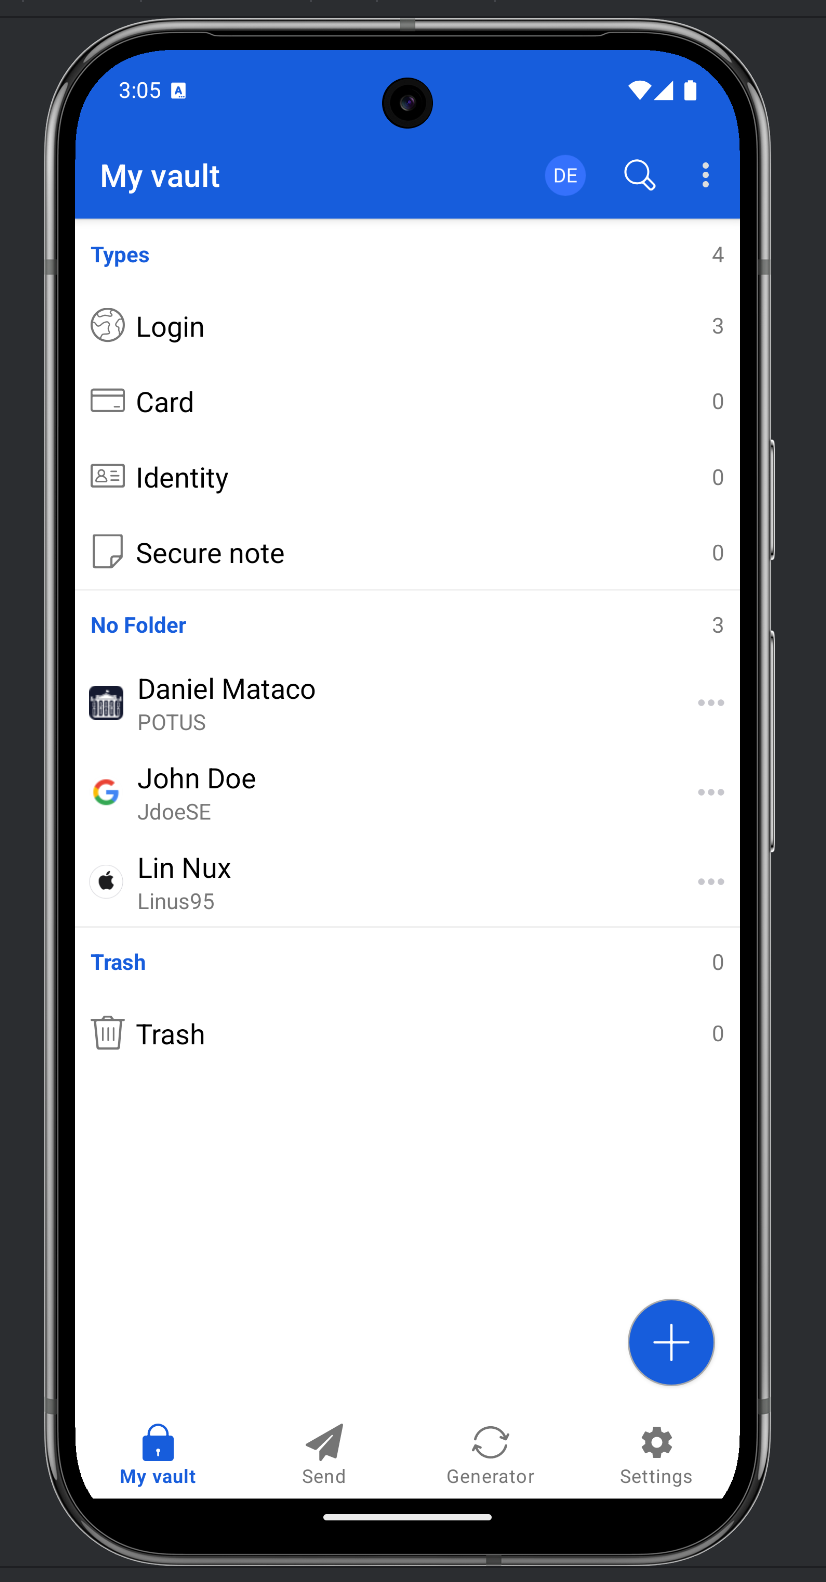 3:05
My vault DE
Types 4
Login 3
Card 0
Identity 0
Secure note 0
No Folder 3
Daniel Mataco
POTUS
John Doe
JdoeSE
Lin Nux
Linus95
Trash 0
Trash 0
My vault Send Generator Settings